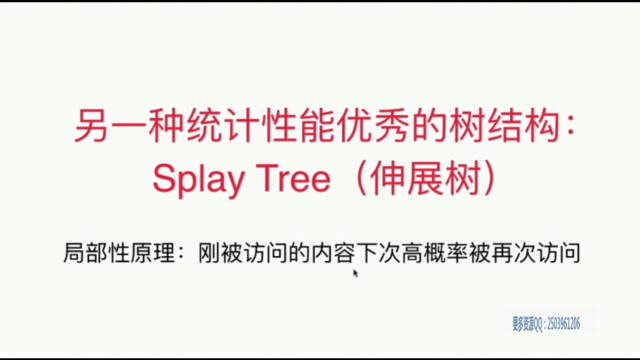 另一种统计性能优秀的树结构：
Splay Tree（伸展树）
局部性原理：刚被访问的内容下次高概率被再次访问
更多资源QQ：2503961206